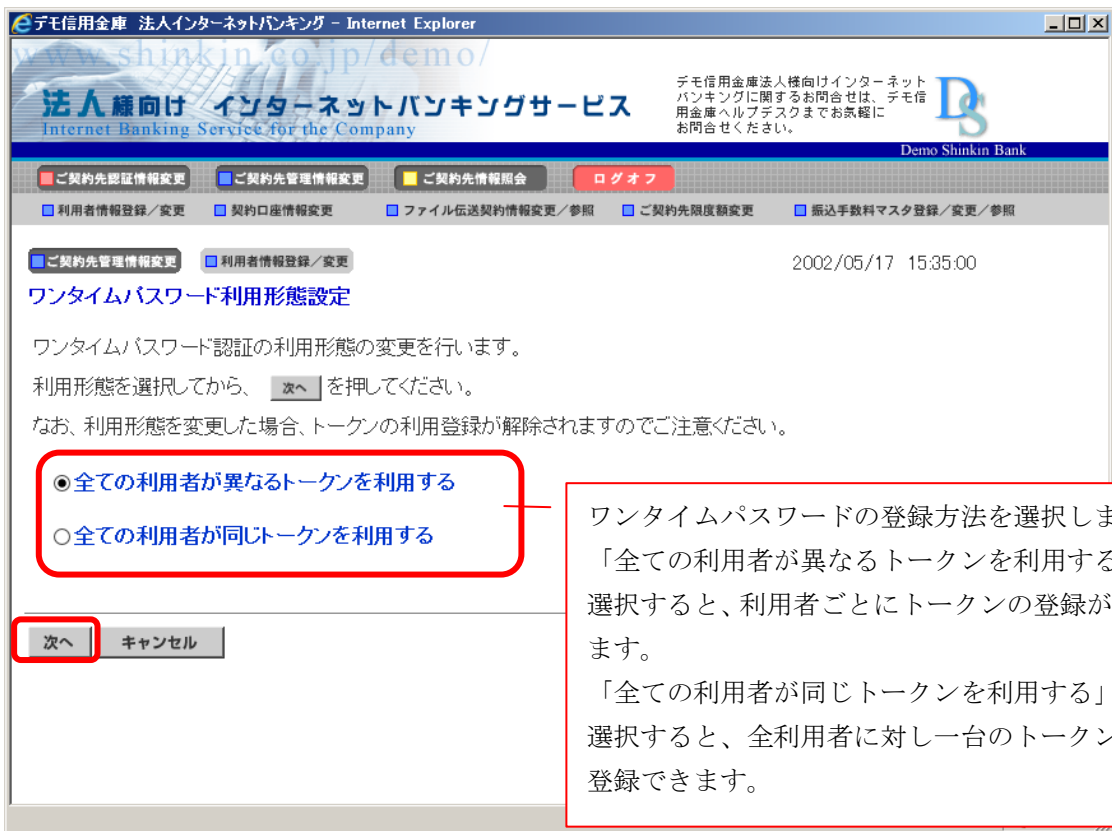 デモ信用金庫 法人インターネットバンキング - Internet Explorer
www.shinkin.co.jp/demo/
法人様向け インターネットバンキングサービス
Internet Banking Service for the Company
デモ信用金庫法人様向けインターネット
バンキングに関するお問合せは、デモ信
用金庫ヘルプデスクまでお気軽に
お問合せください。
DS
Demo Shinkin Bank
ご契約先認証情報変更 ご契約先管理情報変更 ご契約先情報照会 ログオフ
利用者情報登録／変更 契約口座情報変更 ファイル伝送契約情報変更／参照 ご契約先限度額変更 振込手数料マスタ登録／変更／参照
ご契約先管理情報変更 利用者情報登録／変更 2002/05/17 15:35:00
ワンタイムパスワード利用形態設定
ワンタイムパスワード認証の利用形態の変更を行います。
利用形態を選択してから、 次へ を押してください。
なお、利用形態を変更した場合、トークンの利用登録が解除されますのでご注意ください。
全ての利用者が異なるトークンを利用する
全ての利用者が同じトークンを利用する
次へ キャンセル
ワンタイムパスワードの登録方法を選択しま
「全ての利用者が異なるトークンを利用する
選択すると、利用者ごとにトークンの登録が
ます。
「全ての利用者が同じトークンを利用する」
選択すると、全利用者に対し一台のトークン
登録できます。